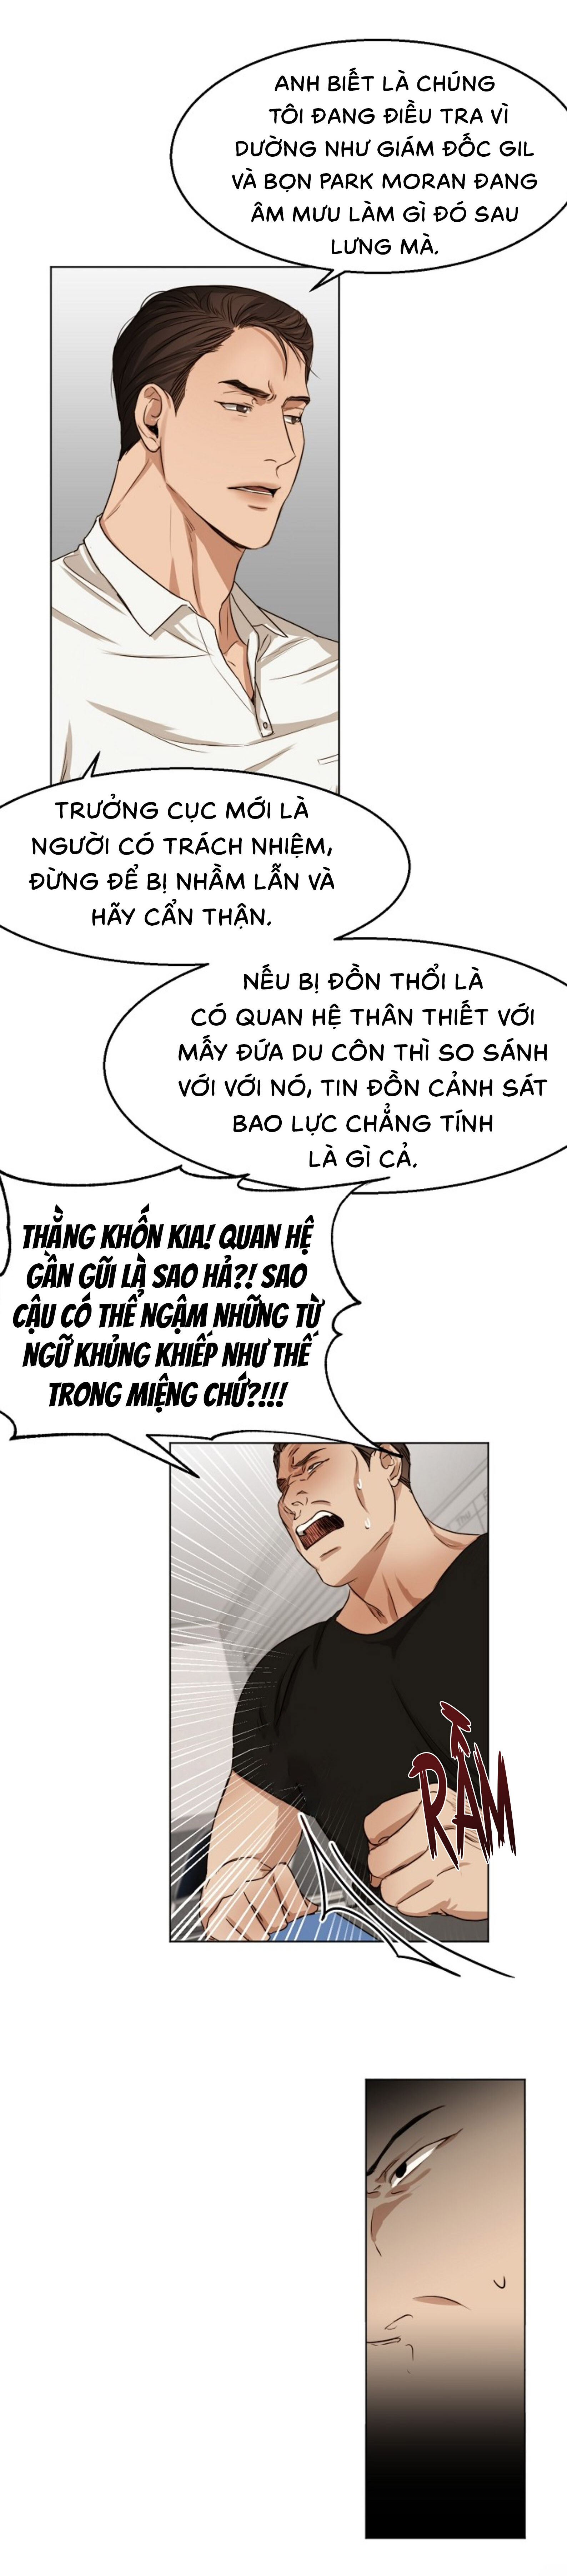 ANH BIẾT LÀ CHÚNG
TÔI ĐANG ĐIỀU TRA VÌ
DƯỜNG NHƯ GIÁM ĐỐC GIL
VÀ BỌN PARK MORAN ĐANG
ÂM MƯU LÀM GÌ ĐÓ SAU
LƯNG MÀ.
TRƯỞNG CỤC MỚI LÀ
NGƯỜI CÓ TRÁCH NHIỆM,
ĐỪNG ĐỂ BỊ NHẦM LẪN VÀ
HÃY CẨN THẬN.
NẾU BỊ ĐỒN THỔI LÀ
CÓ QUAN HỆ THÂN THIẾT VỚI
MẤY ĐỨA DU CÔN THÌ SO SÁNH
VỚI VỚI NÓ, TIN ĐỒN CẢNH SÁT
BAO LỰC CHẲNG TÍNH
LÀ GÌ CẢ.
THẰNG KHỐN KIA! QUAN HỆ
GẦN GŨI LÀ SAO HẢ?! SAO
CẬU CÓ THỂ NGẬM NHỮNG TỪ
NGỮ KHỦNG KHIẾP NHƯ THẾ
TRONG MIỆNG CHỨ?!!!
RẦM